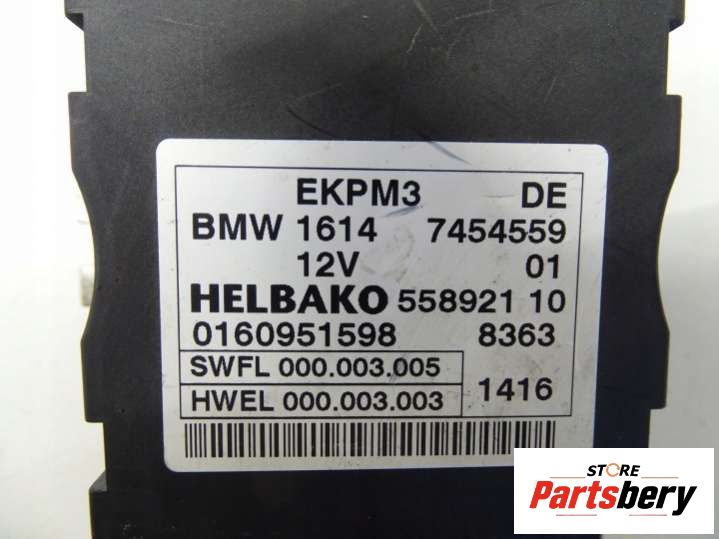 EKPM3 DE
BMW 1614 7454559
12V 01
HELBAKO 558921 10
0160951598 8363
SWFL 000.003.005
HWEL 000.003.003 1416
STORE
Partsbery